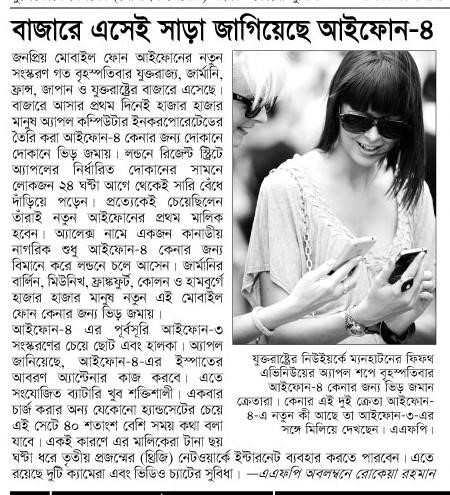 বাজারে এসেই সাড়া জাগিয়েছে আইফোন-৪
জনপ্রিয় মোবাইল ফোন আইফোনের নতুন
সংস্করণ গত বৃহস্পতিবার যুক্তরাজ্য, জার্মানি,
ফ্রান্স, জাপান ও যুক্তরাষ্ট্রের বাজারে এসেছে।
বাজারে আসার প্রথম দিনেই হাজার হাজার
মানুষ অ্যাপল কম্পিউটার ইনকরপোরেটেডের
তৈরি করা আইফোন-৪ কেনার জন্য দোকানে
দোকানে ভিড় জমায়। লন্ডনে রিজেন্ট স্ট্রিটে
অ্যাপলের নির্ধারিত দোকানের সামনে
লোকজন ২৪ ঘণ্টা আগে থেকেই সারি বেঁধে
দাঁড়িয়ে পড়েন। প্রত্যেকেই চেয়েছিলেন
তাঁরাই নতুন আইফোনের প্রথম মালিক
হবেন। অ্যালেক্স নামে একজন কানাডীয়
নাগরিক শুধু আইফোন-৪ কেনার জন্য
বিমানে করে লন্ডনে চলে আসেন। জার্মানির
বার্লিন, মিউনিখ, ফ্রাঙ্কফুর্ট, কোলন ও হামবুর্গে
হাজার হাজার মানুষ নতুন এই মোবাইল
ফোন কেনার জন্য ভিড় জমায়।
আইফোন-৪ এর পূর্বসূরি আইফোন-৩
সংস্করণের চেয়ে ছোট এবং হালকা। অ্যাপল
জানিয়েছে, আইফোন-৪-এর ইস্পাতের
আবরণ অ্যান্টেনার কাজ করবে। এতে
সংযোজিত ব্যাটারি খুব শক্তিশালী। একবার
চার্জ করার অন্য যেকোনো হ্যান্ডসেটের চেয়ে
এই সেটে ৪০ শতাংশ বেশি সময় কথা বলা
যাবে। একই কারণে এর মালিকেরা টানা ছয়
ঘণ্টা ধরে তৃতীয় প্রজন্মের (থ্রিজি) নেটওয়ার্কে ইন্টারনেট ব্যবহার করতে পারবেন। এতে
রয়েছে দুটি ক্যামেরা এবং ভিডিও চ্যাটের সুবিধা। —এএফপি অবলম্বনে রোকেয়া রহমান
যুক্তরাষ্ট্রের নিউইয়র্কে ম্যানহাটনের ফিফথ
এভিনিউয়ের অ্যাপল শপে বৃহস্পতিবার
আইফোন-৪ কেনার জন্য ভিড় জমান
ক্রেতারা। কেনার এই দুই ক্রেতা আইফোন-
৪-এ নতুন কী আছে তা আইফোন-৩-এর
সঙ্গে মিলিয়ে দেখছেন। এএফপি।